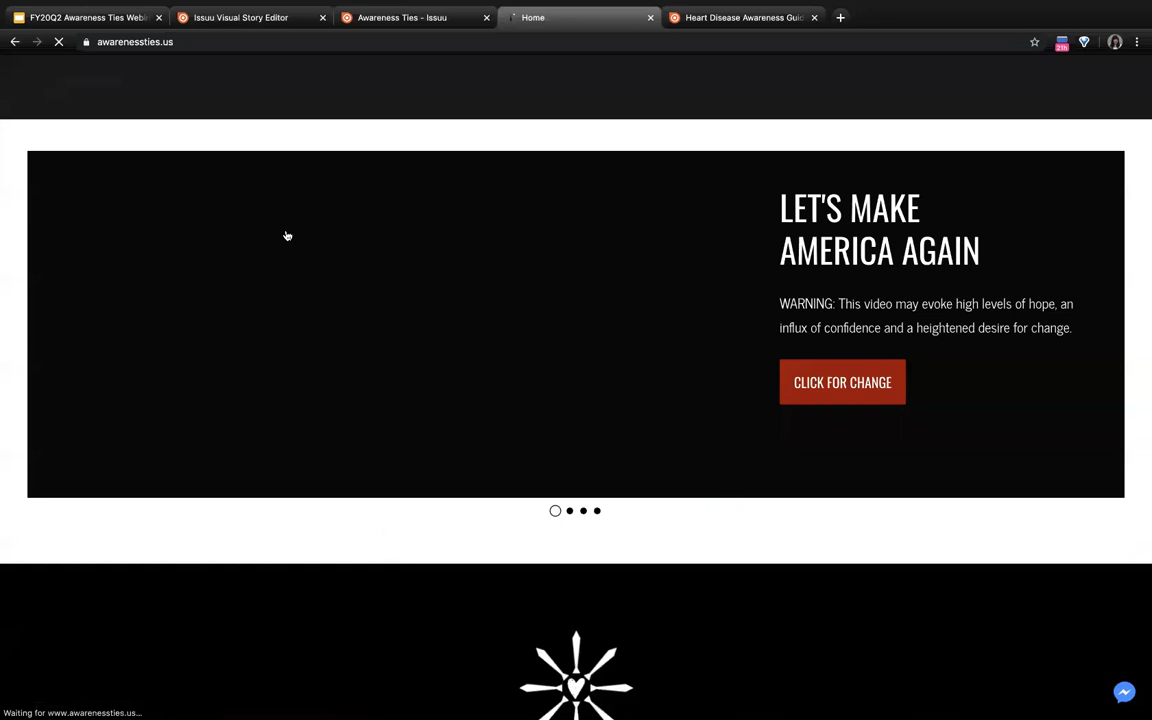 FY20Q2 Awareness Ties Webin
Issuu Visual Story Editor
Awareness Ties - Issuu
Home
Heart Disease Awareness Guid
awarenessties.us
21h
LET'S MAKE
AMERICA AGAIN
WARNING: This video may evoke high levels of hope, an
influx of confidence and a heightened desire for change.
CLICK FOR CHANGE
Waiting for www.awarenessties.us...